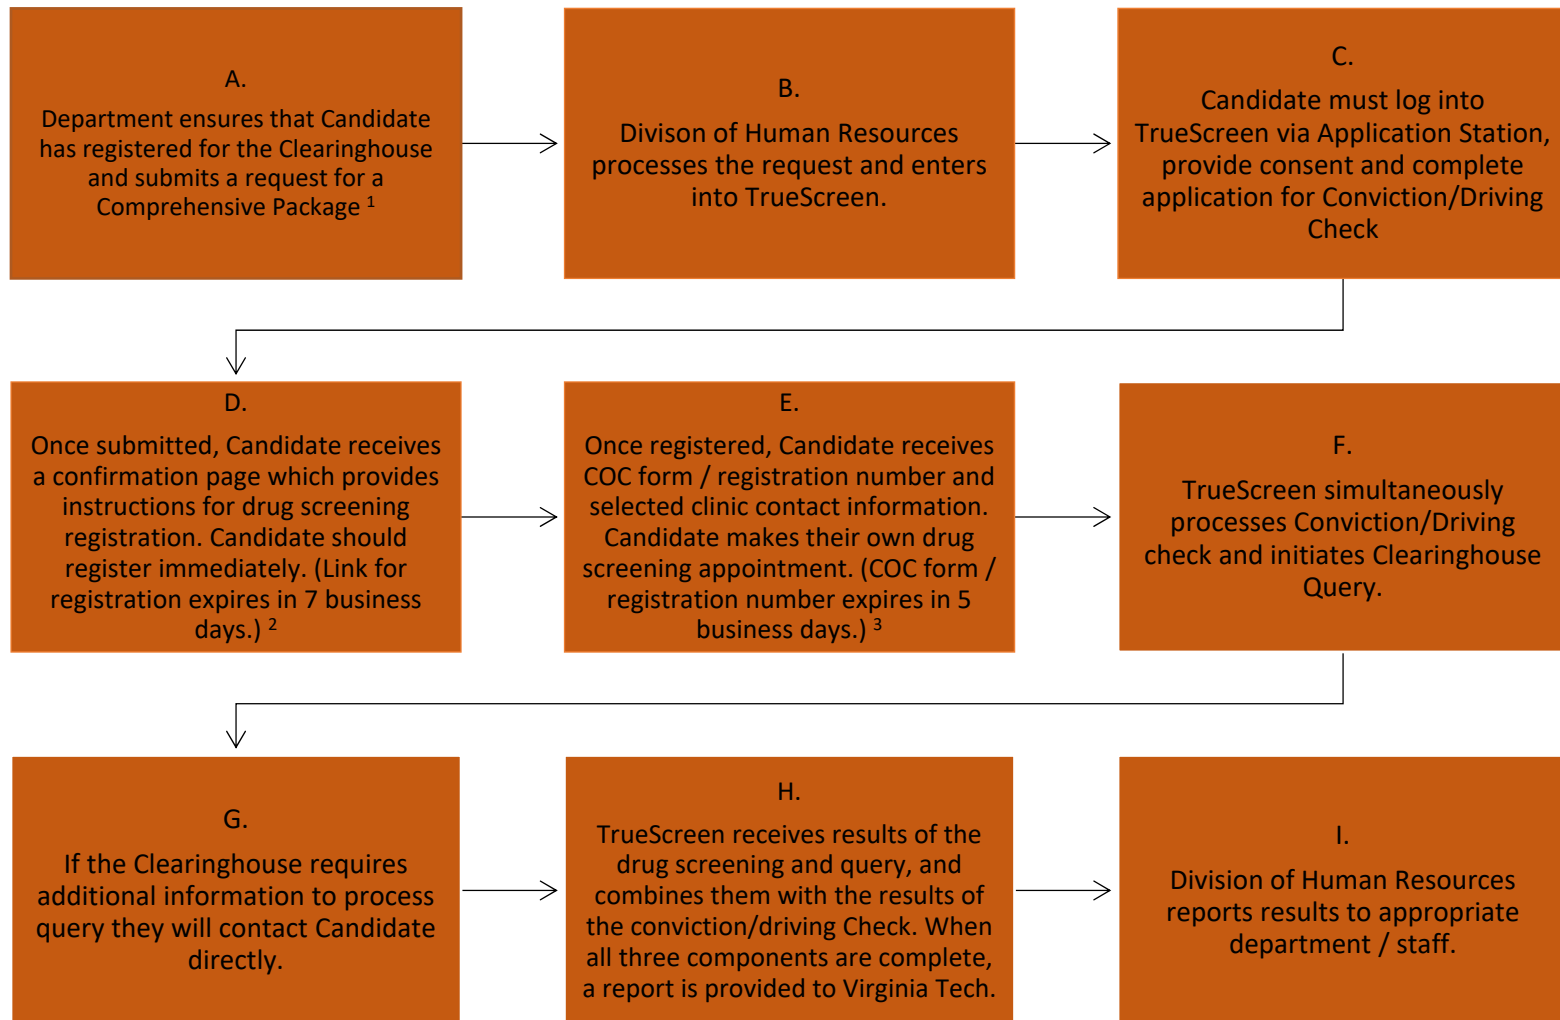 A.
Department ensures that Candidate
has registered for the Clearinghouse
and submits a request for a
Comprehensive Package 1
B.
Divison of Human Resources
processes the request and enters
into TrueScreen.
C.
Candidate must log into
TrueScreen via Application Station,
provide consent and complete
application for Conviction/Driving
Check
D.
Once submitted, Candidate receives
a confirmation page which provides
instructions for drug screening
registration. Candidate should
register immediately. (Link for
registration expires in 7 business
days.) 2
E.
Once registered, Candidate receives
COC form / registration number and
selected clinic contact information.
Candidate makes their own drug
screening appointment. (COC form /
registration number expires in 5
business days.) 3
F.
TrueScreen simultaneously
processes Conviction/Driving
check and initiates Clearinghouse
Query.
G.
If the Clearinghouse requires
additional information to process
query they will contact Candidate
directly.
H.
TrueScreen receives results of the
drug screening and query, and
combines them with the results of
the conviction/driving Check. When
all three components are complete,
a report is provided to Virginia Tech.
I.
Division of Human Resources
reports results to appropriate
department / staff.